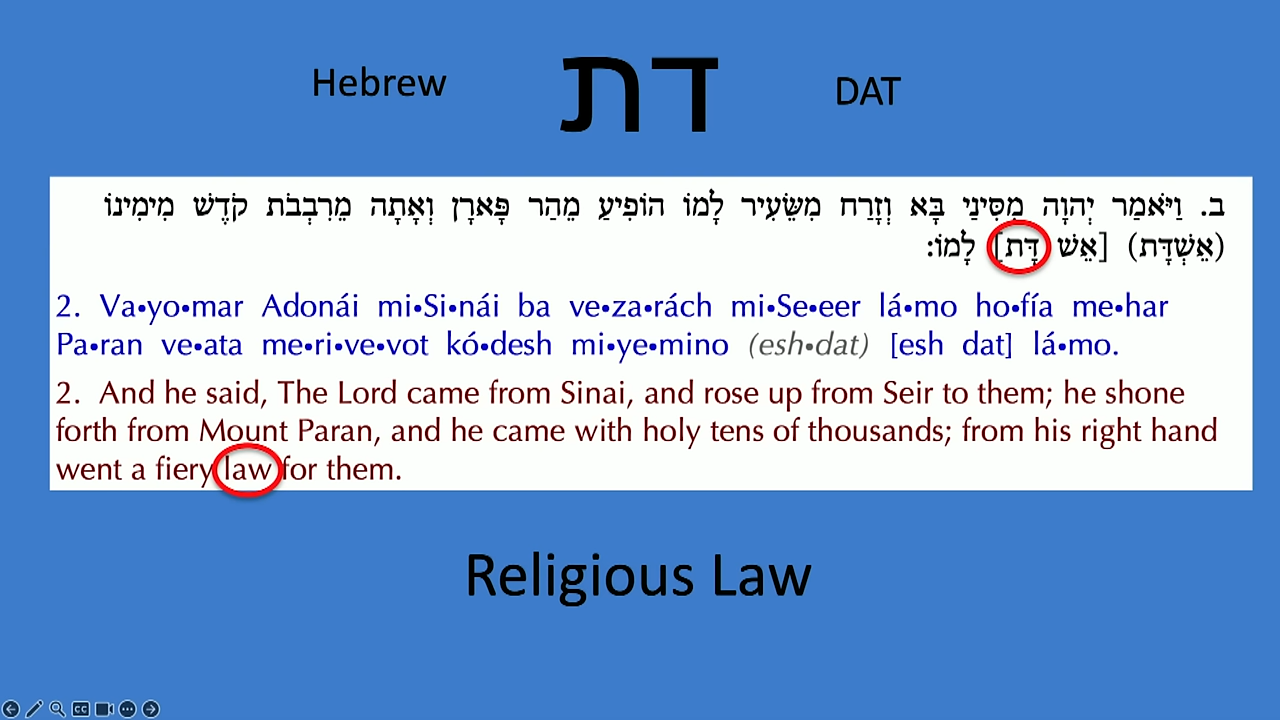 Hebrew
דת
DAT
ב. וַיֹּאמַר יְהוָה מִסִּינַי בָּא וְזָרַח מִשֵּׂעִיר לָמוֹ הוֹפִיעַ מֵהַר פָּארָן וְאָתָה מֵרִבְבֹת קֹדֶשׁ מִימִינוֹ
(אֵשְׁדָּת) [אֵשׁ דָּת] לָמוֹ:
2. Va•yo•mar Adonái mi•Si•nái ba ve•za•rách mi•Se•eer lá•mo ho•fía me•har
Pa•ran ve•ata me•ri•ve•vot kó•desh mi•ye•mino (esh•dat) [esh dat] lá•mo.
2. And he said, The Lord came from Sinai, and rose up from Seir to them; he shone
forth from Mount Paran, and he came with holy tens of thousands; from his right hand
went a fiery law for them.
Religious Law
CC